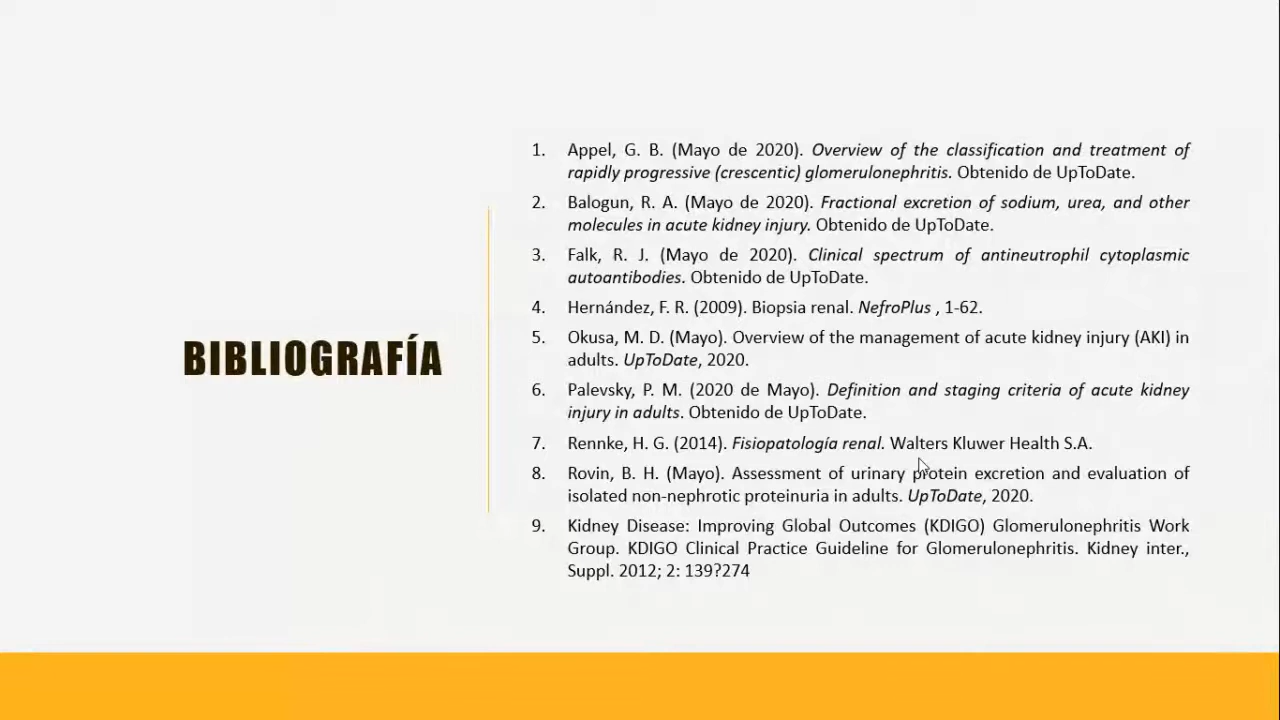 BIBLIOGRAFÍA
1. Appel, G. B. (Mayo de 2020). Overview of the classification and treatment of
rapidly progressive (crescentic) glomerulonephritis. Obtenido de UpToDate.
2. Balogun, R. A. (Mayo de 2020). Fractional excretion of sodium, urea, and other
molecules in acute kidney injury. Obtenido de UpToDate.
3. Falk, R. J. (Mayo de 2020). Clinical spectrum of antineutrophil cytoplasmic
autoantibodies. Obtenido de UpToDate.
4. Hernández, F. R. (2009). Biopsia renal. NefroPlus , 1-62.
5. Okusa, M. D. (Mayo). Overview of the management of acute kidney injury (AKI) in
adults. UpToDate, 2020.
6. Palevsky, P. M. (2020 de Mayo). Definition and staging criteria of acute kidney
injury in adults. Obtenido de UpToDate.
7. Rennke, H. G. (2014). Fisiopatología renal. Walters Kluwer Health S.A.
8. Rovin, B. H. (Mayo). Assessment of urinary protein excretion and evaluation of
isolated non-nephrotic proteinuria in adults. UpToDate, 2020.
9. Kidney Disease: Improving Global Outcomes (KDIGO) Glomerulonephritis Work
Group. KDIGO Clinical Practice Guideline for Glomerulonephritis. Kidney inter.,
Suppl. 2012; 2: 139?274